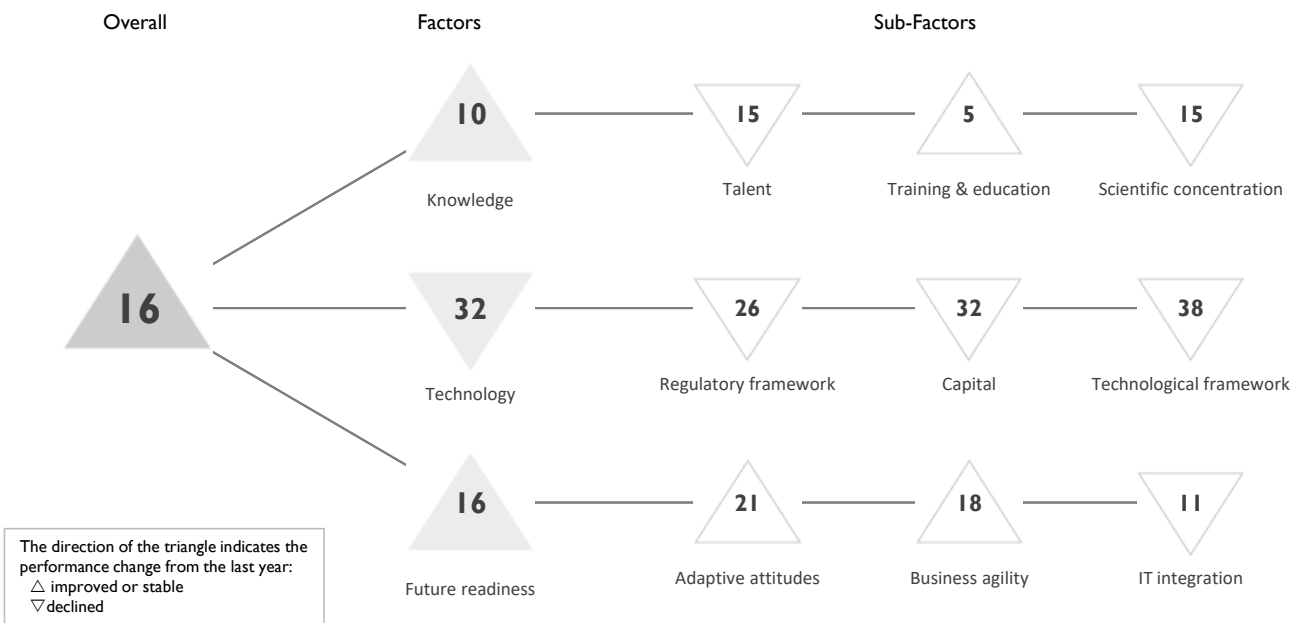 Overall
Factors
Sub-Factors
10
15
5
15
Knowledge
Talent
Training & education
Scientific concentration
16
32
26
32
38
Technology
Regulatory framework
Capital
Technological framework
16
21
18
11
Future readiness
Adaptive attitudes
Business agility
IT integration
The direction of the triangle indicates the
performance change from the last year:
△ improved or stable
▽ declined